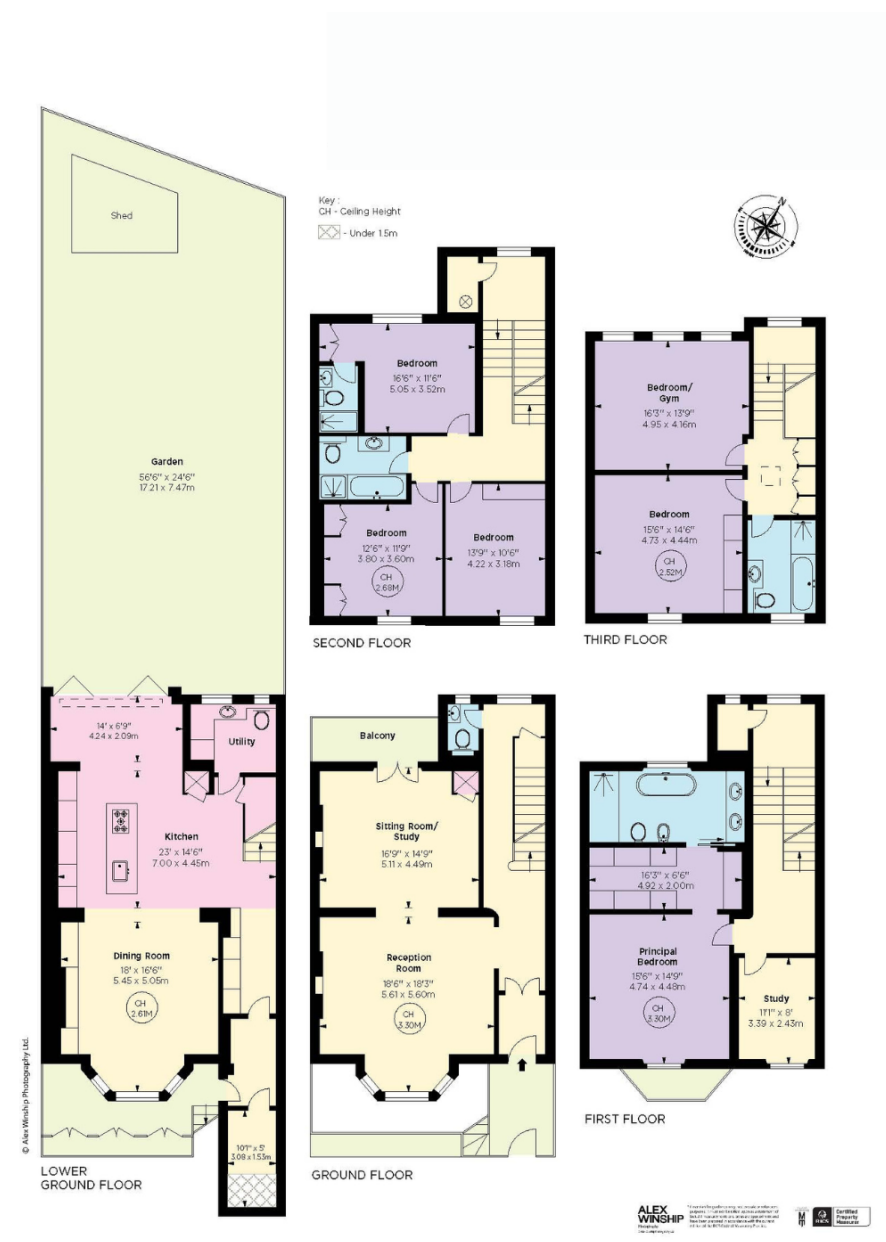 Key :
CH - Ceiling Height
- Under 1.5m
N
Shed
Garden
56'6" x 24'6"
17.21 x 7.47m
Bedroom
16'6" x 11'6"
5.05 x 3.52m
Bedroom
12'6" x 11'9"
3.80 x 3.60m
CH
2.68M
Bedroom
13'9" x 10'6"
4.22 x 3.18m
SECOND FLOOR
Bedroom/
Gym
16'3" x 13'9"
4.95 x 4.16m
Bedroom
15'6" x 14'6"
4.73 x 4.44m
CH
2.52M
THIRD FLOOR
14' x 6'9"
4.24 x 2.09m
Utility
Kitchen
23' x 14'6"
7.00 x 4.45m
Dining Room
18' x 16'6"
5.45 x 5.05m
CH
2.61M
10'1" x 5'
3.08 x 1.53m
LOWER
GROUND FLOOR
Balcony
Sitting Room/
Study
16'9" x 14'9"
5.11 x 4.49m
Reception
Room
18'6" x 18'3"
5.61 x 5.60m
CH
3.30M
GROUND FLOOR
16'3" x 6'6"
4.92 x 2.00m
Principal
Bedroom
15'6" x 14'9"
4.74 x 4.48m
CH
3.30M
Study
11'1" x 8'
3.39 x 2.43m
FIRST FLOOR
© Alex Winship Photography Ltd.
ALEX
WINSHIP
Photography
RICS
Certified
Property
Measurer